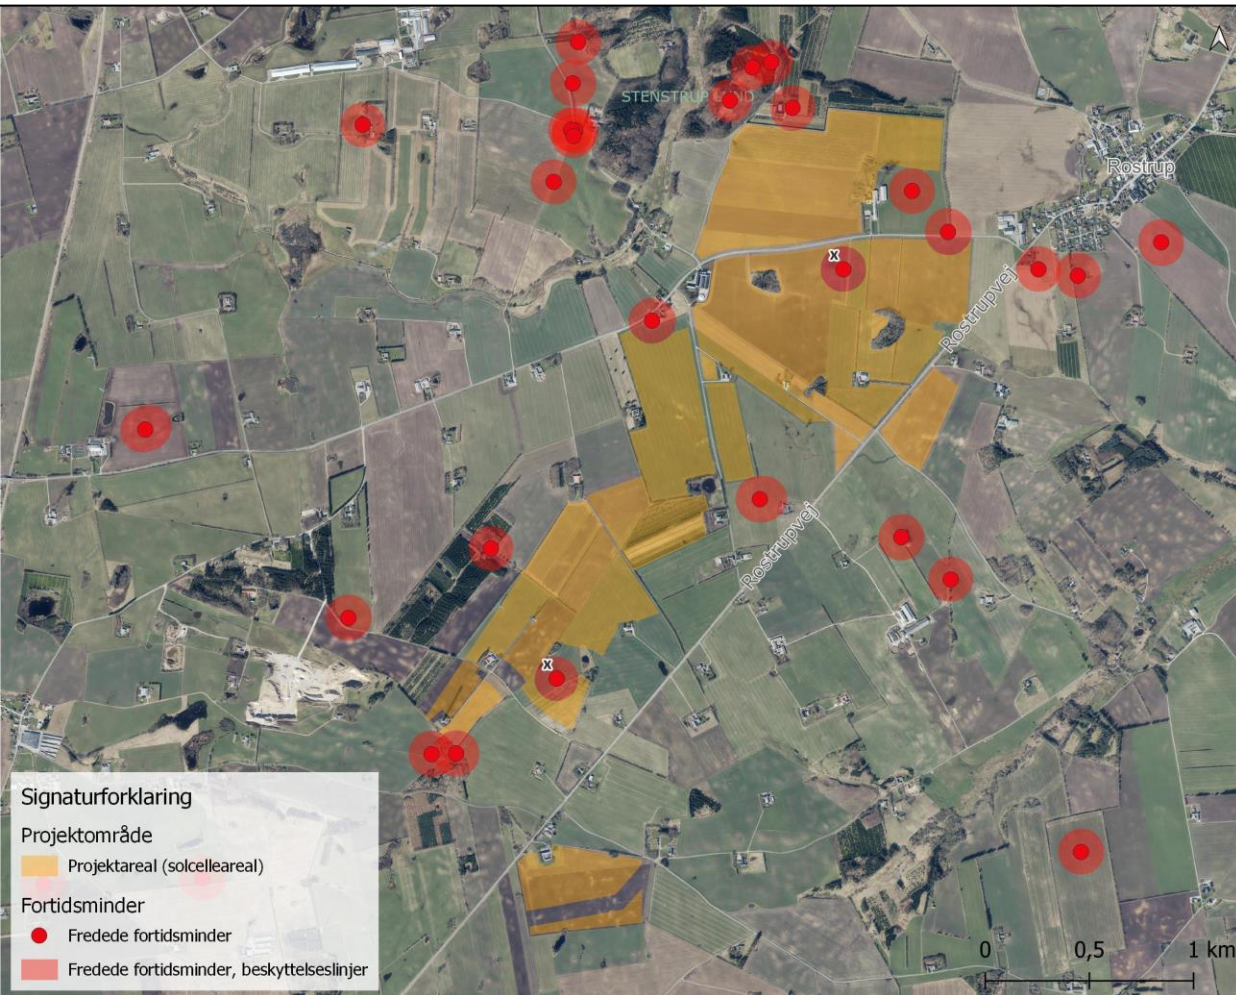 STENSTRUP LUND
Rostrup
x
Rostrupvej
Rostrupvej
x
Signaturforklaring
Projektområde
Projektareal (solcelleareal)
Fortidsminder
Fredede fortidsminder
Fredede fortidsminder, beskyttelseslinjer
0 0,5 1 km